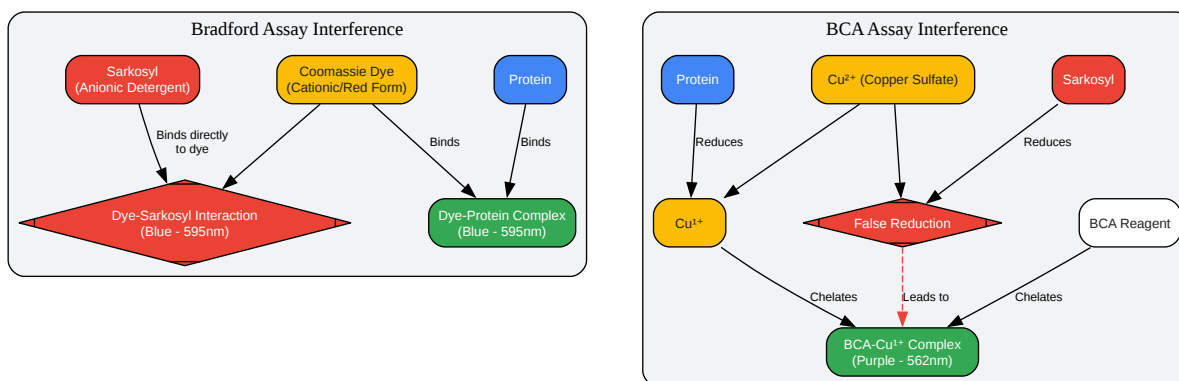 Bradford Assay Interference
Sarkosyl
(Anionic Detergent)
Coomassie Dye
(Cationic/Red Form)
Protein
Binds directly
to dye
Binds
Binds
Dye-Sarkosyl Interaction
(Blue - 595nm)
Dye-Protein Complex
(Blue - 595nm)
BCA Assay Interference
Protein
Cu²⁺ (Copper Sulfate)
Sarkosyl
Reduces
Reduces
Cu¹⁺
False Reduction
BCA Reagent
Chelates
Leads to
Chelates
BCA-Cu¹⁺ Complex
(Purple - 562nm)